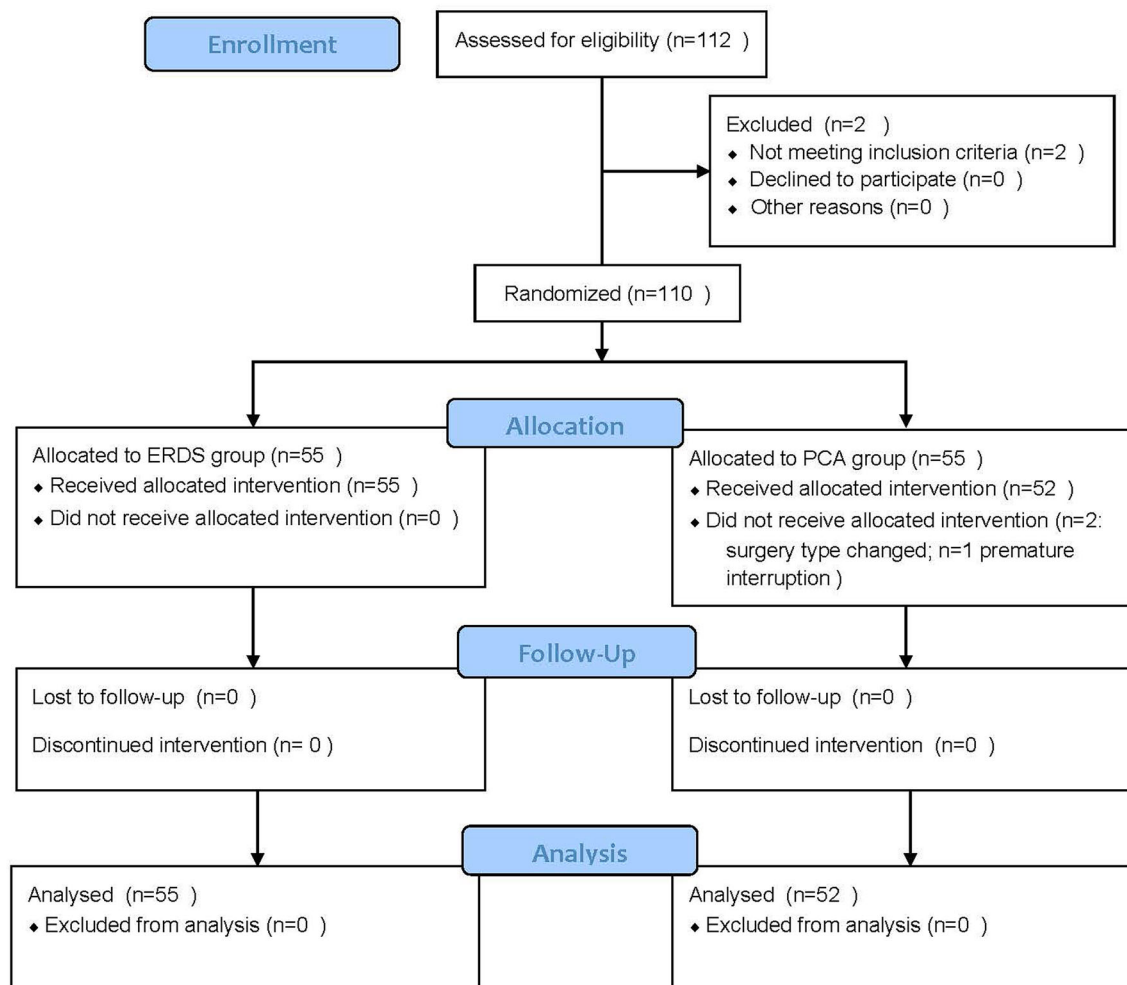 Enrollment
Assessed for eligibility (n=112 )
Excluded (n=2 )
◆ Not meeting inclusion criteria (n=2 )
◆ Declined to participate (n=0 )
◆ Other reasons (n=0 )
Randomized (n=110 )
Allocation
Allocated to ERDS group (n=55 )
◆ Received allocated intervention (n=55 )
◆ Did not receive allocated intervention (n=0 )
Allocated to PCA group (n=55 )
◆ Received allocated intervention (n=52 )
◆ Did not receive allocated intervention (n=2:
surgery type changed; n=1 premature
interruption )
Follow-Up
Lost to follow-up (n=0 )
Discontinued intervention (n= 0 )
Lost to follow-up (n=0 )
Discontinued intervention (n=0 )
Analysis
Analysed (n=55 )
◆ Excluded from analysis (n=0 )
Analysed (n=52 )
◆ Excluded from analysis (n=0 )